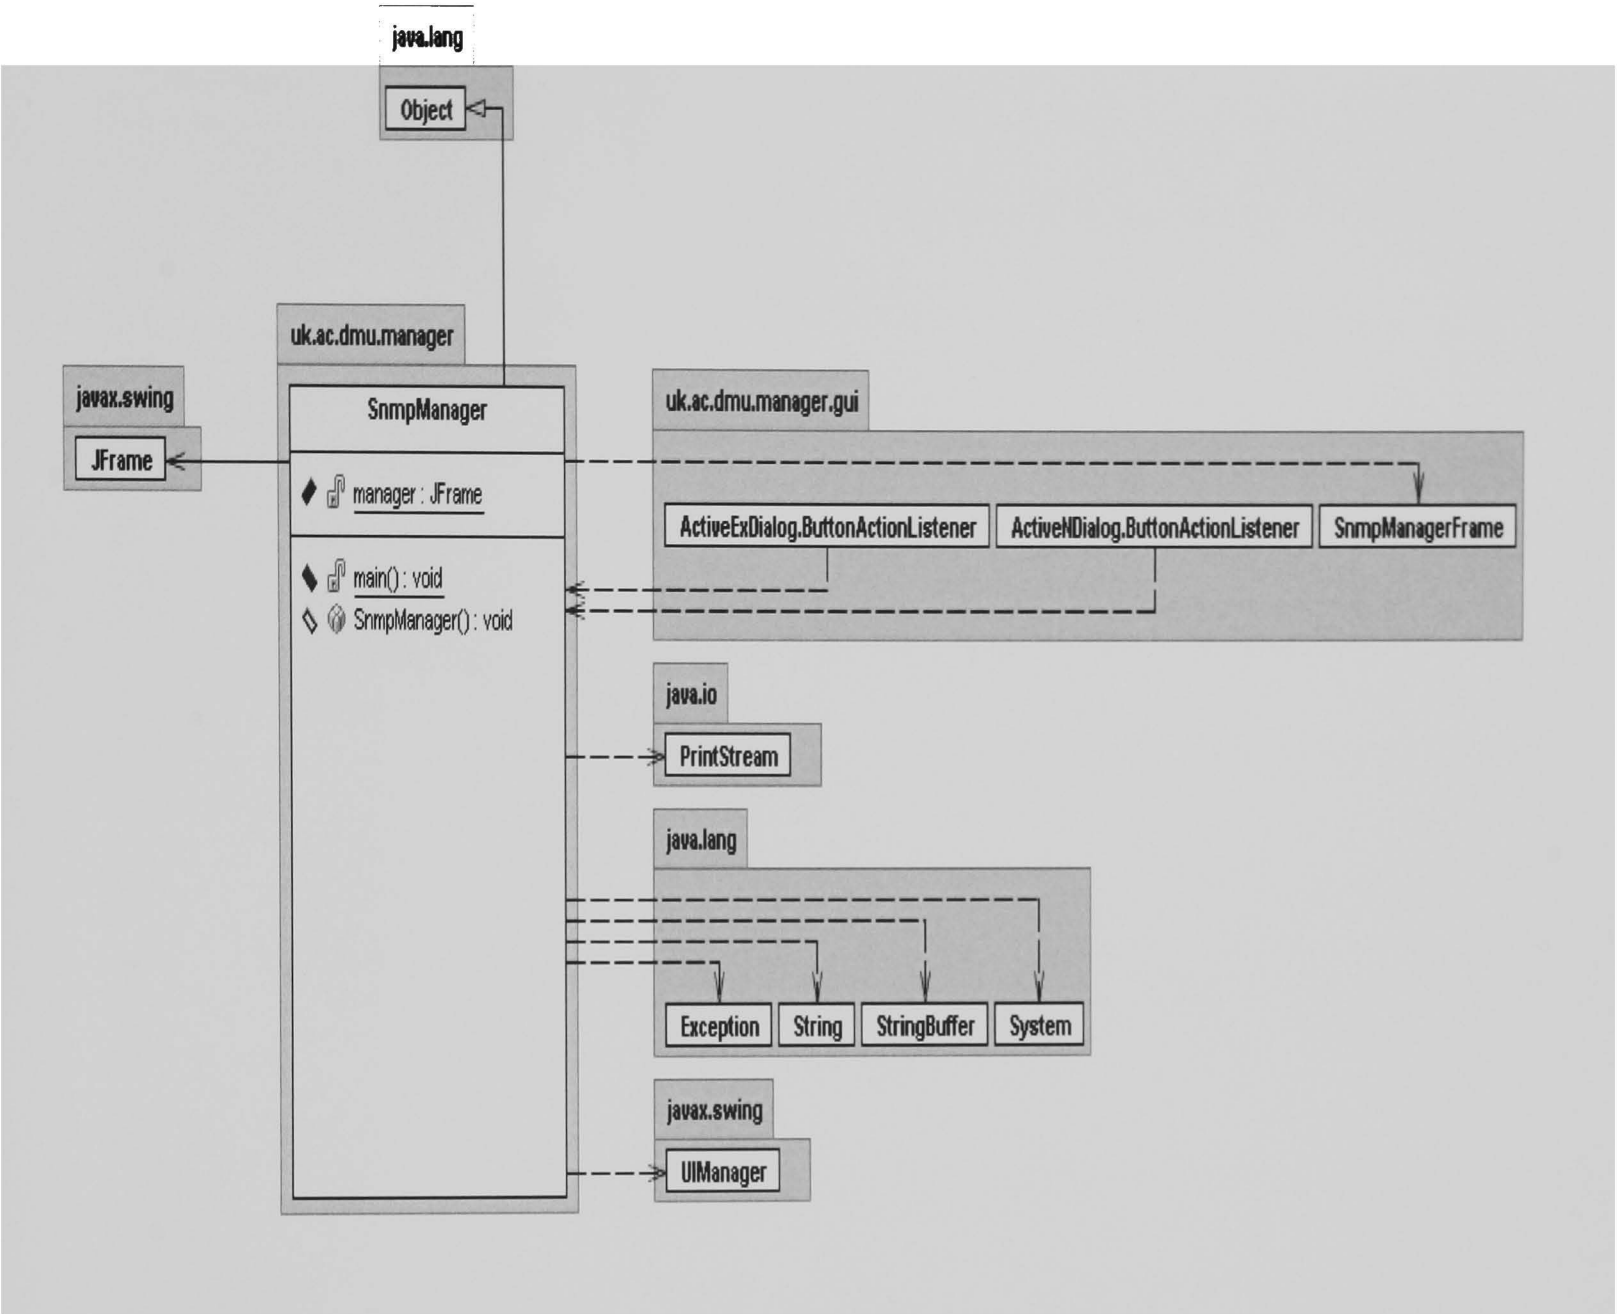 java.lang
Object
uk.ac.dmu.manager
javax.swing
JFrame
SnmpManager
manager : JFrame
main() : void
SnmpManager() : void
uk.ac.dmu.manager.gui
ActiveExDialog.ButtonActionListener
ActiveNDialog.ButtonActionListener
SnmpManagerFrame
java.io
PrintStream
java.lang
Exception
String
StringBuffer
System
javax.swing
UIManager